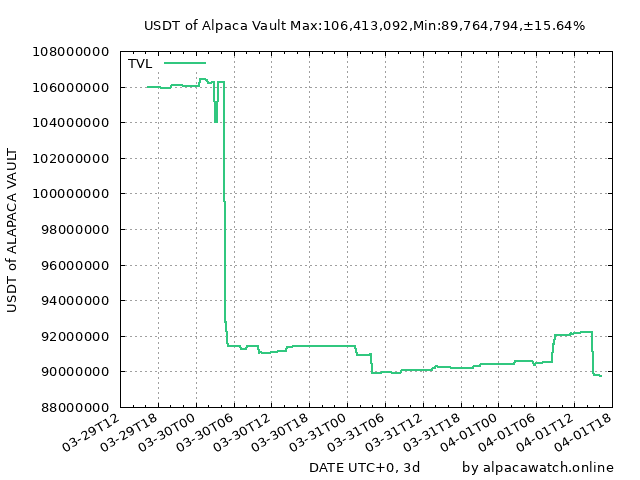 USDT of Alpaca Vault Max:106,413,092,Min:89,764,794,±15.64%
TVL
108000000
106000000
104000000
102000000
100000000
98000000
96000000
94000000
92000000
90000000
88000000
USDT of ALAPACA VAULT
03-29T12
03-29T18
03-30T00
03-30T06
03-30T12
03-30T18
03-31T00
03-31T06
03-31T12
03-31T18
04-01T00
04-01T06
04-01T12
04-01T18
DATE UTC+0, 3d
by alpacawatch.online